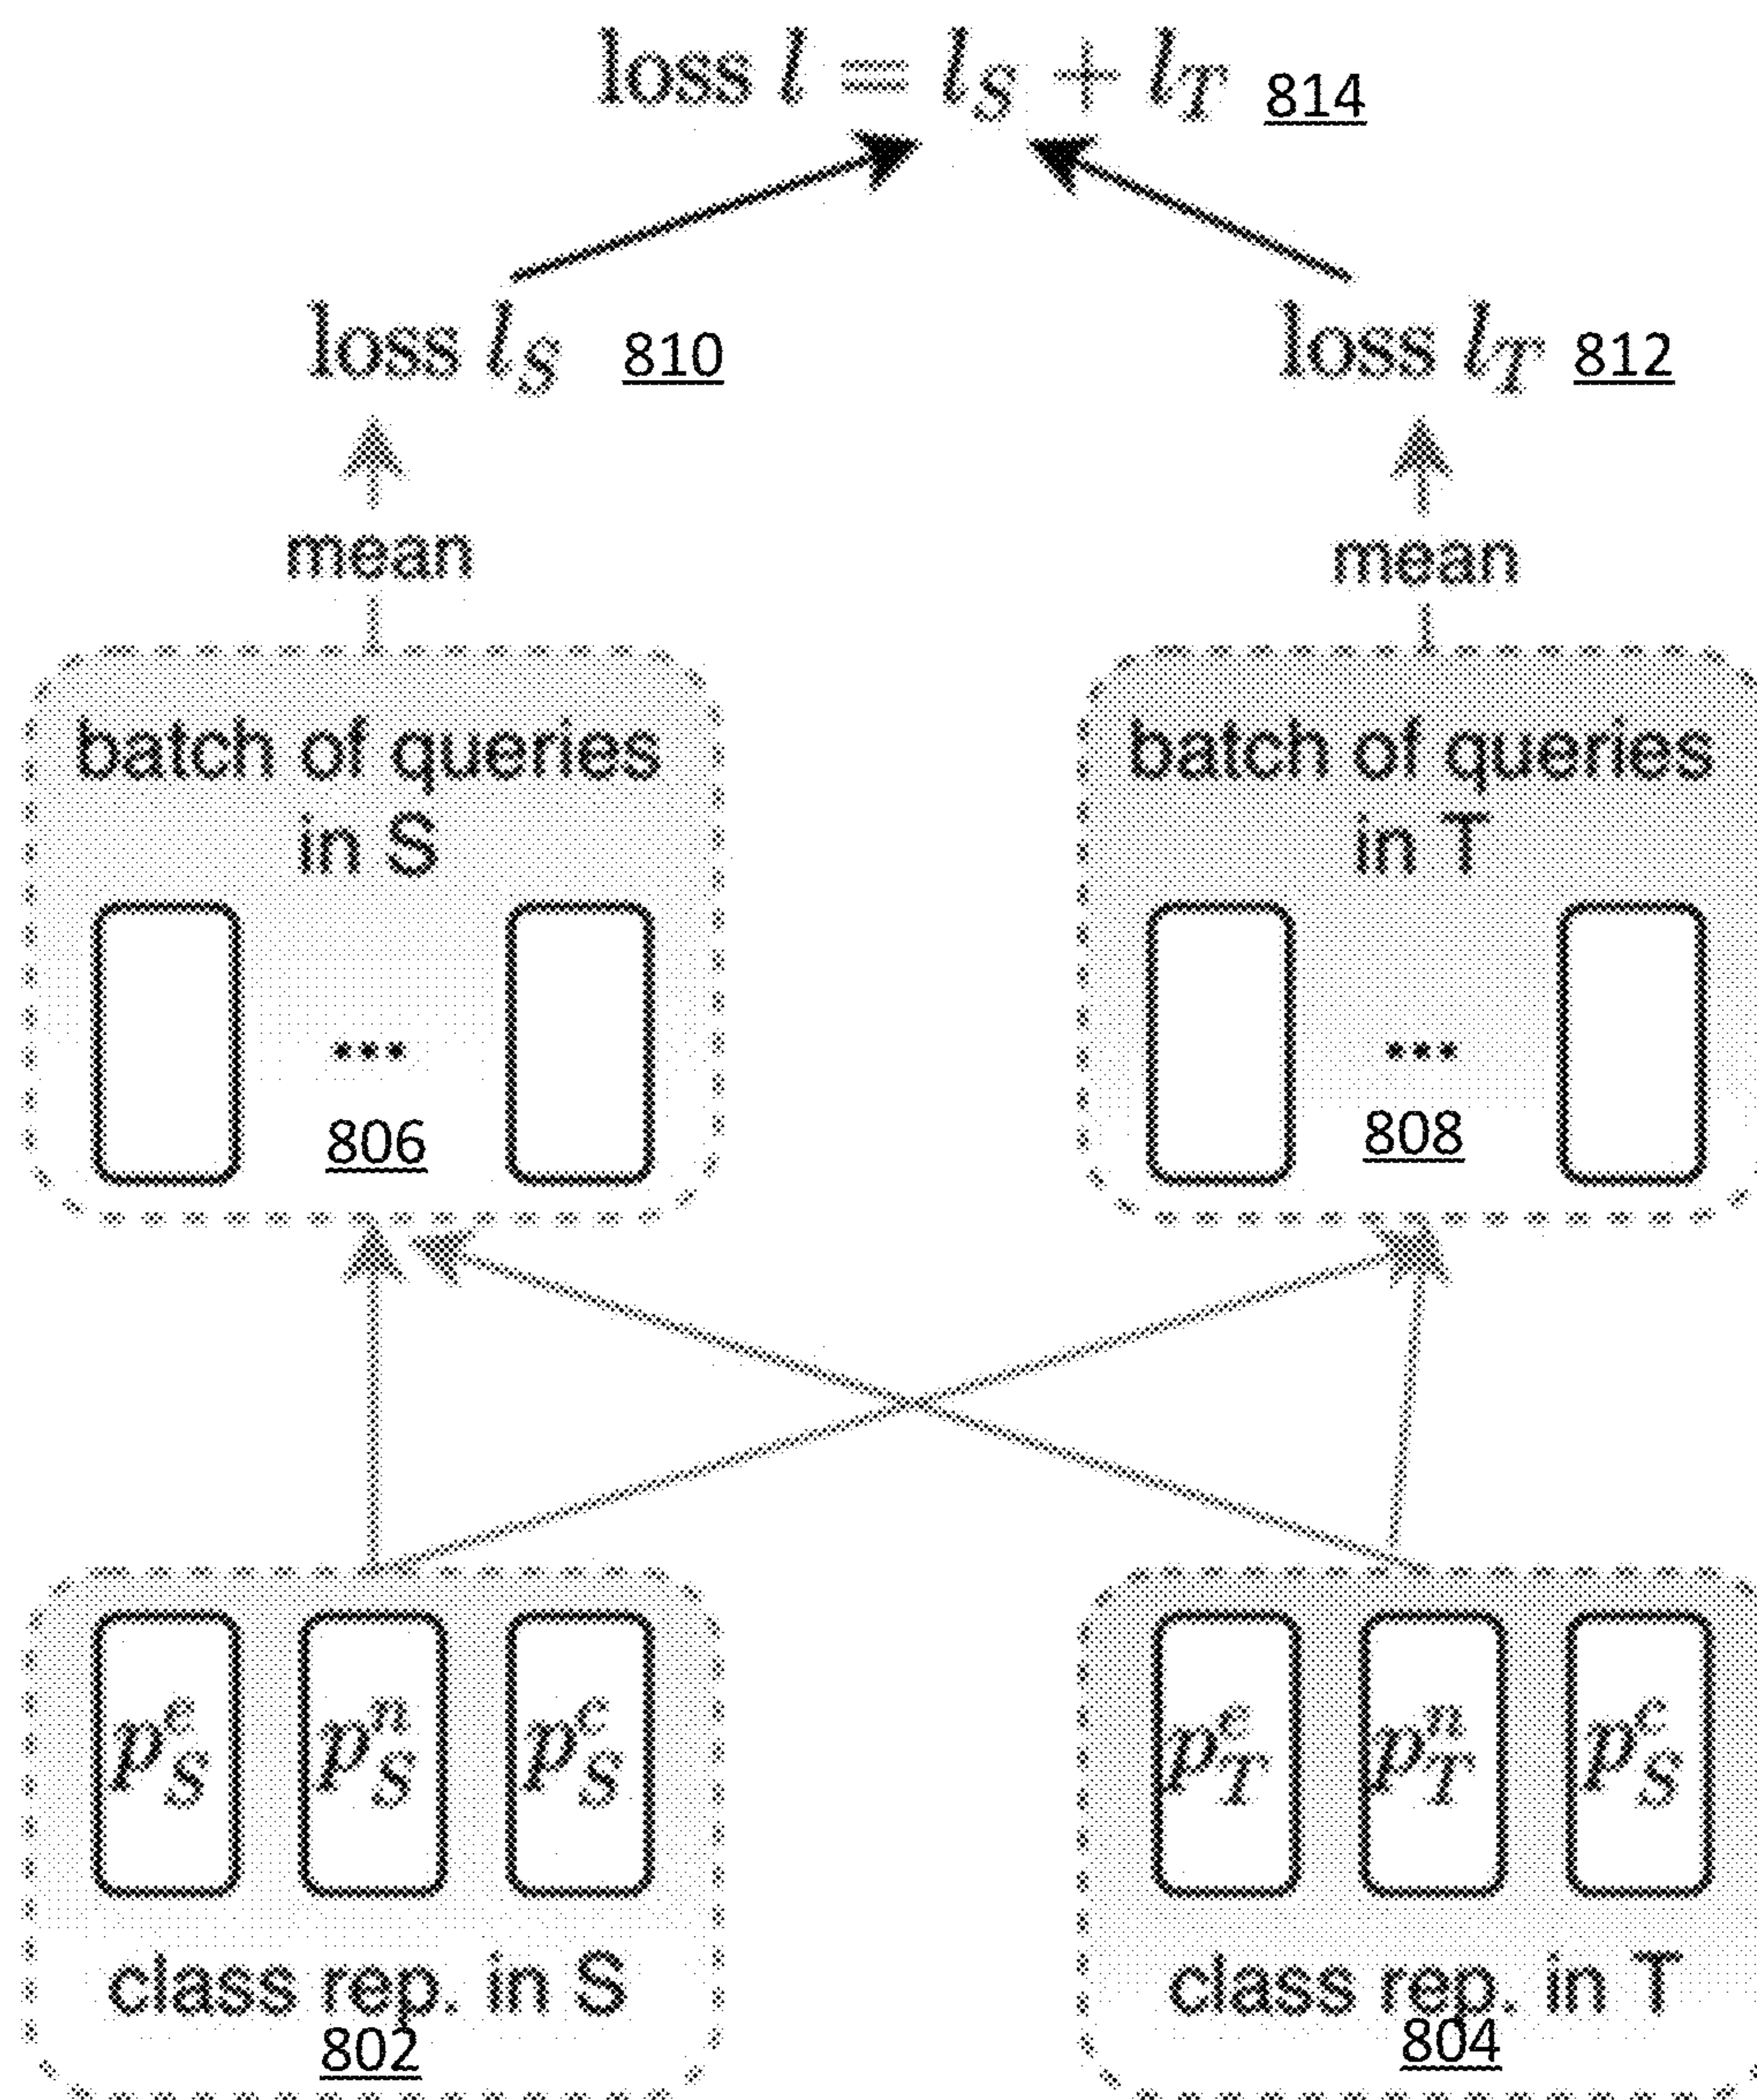 loss l = l_S + l_T 814
loss l_S 810
loss l_T 812
mean
mean
batch of queries
in S
...
806
batch of queries
in T
...
808
p_S^e p_S^n p_S^c
class rep. in S
802
p_T^e p_T^n p_S^c
class rep. in T
804